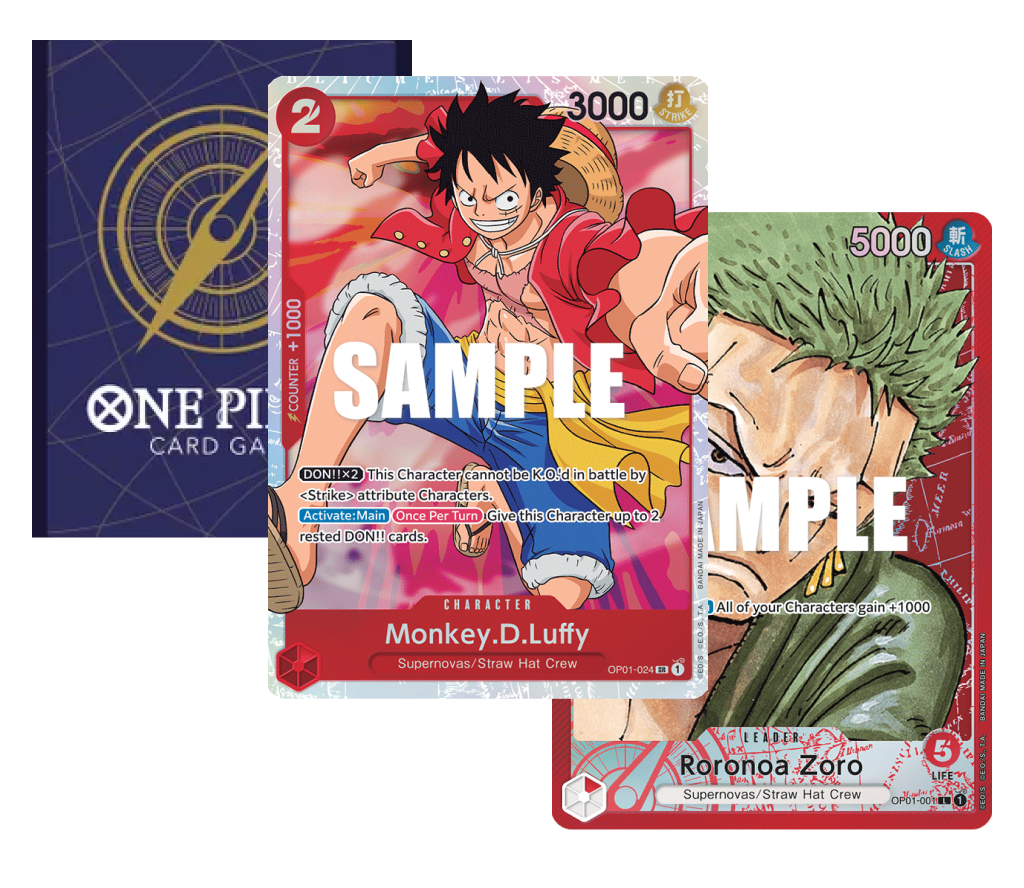 ONE PI
CARD GA
2
3000
打
STRIKE
COUNTER +1000
SAMPLE
DON!!×2 This Character cannot be K.O.'d in battle by
<Strike> attribute Characters.
Activate:Main Once Per Turn Give this Character up to 2
rested DON!! cards.
CHARACTER
Monkey.D.Luffy
Supernovas/Straw Hat Crew
OP01-024 SR 1
©E.O./S. ©E.O./S., T.A. BANDAI MADE IN JAPAN
5000
斬
SLASH
MPLE
All of your Characters gain +1000
LEADER
Roronoa Zoro
Supernovas/Straw Hat Crew
5
LIFE
OP01-001 L 1
©E.O./S. ©E.O./S., T.A. BANDAI MADE IN JAPAN